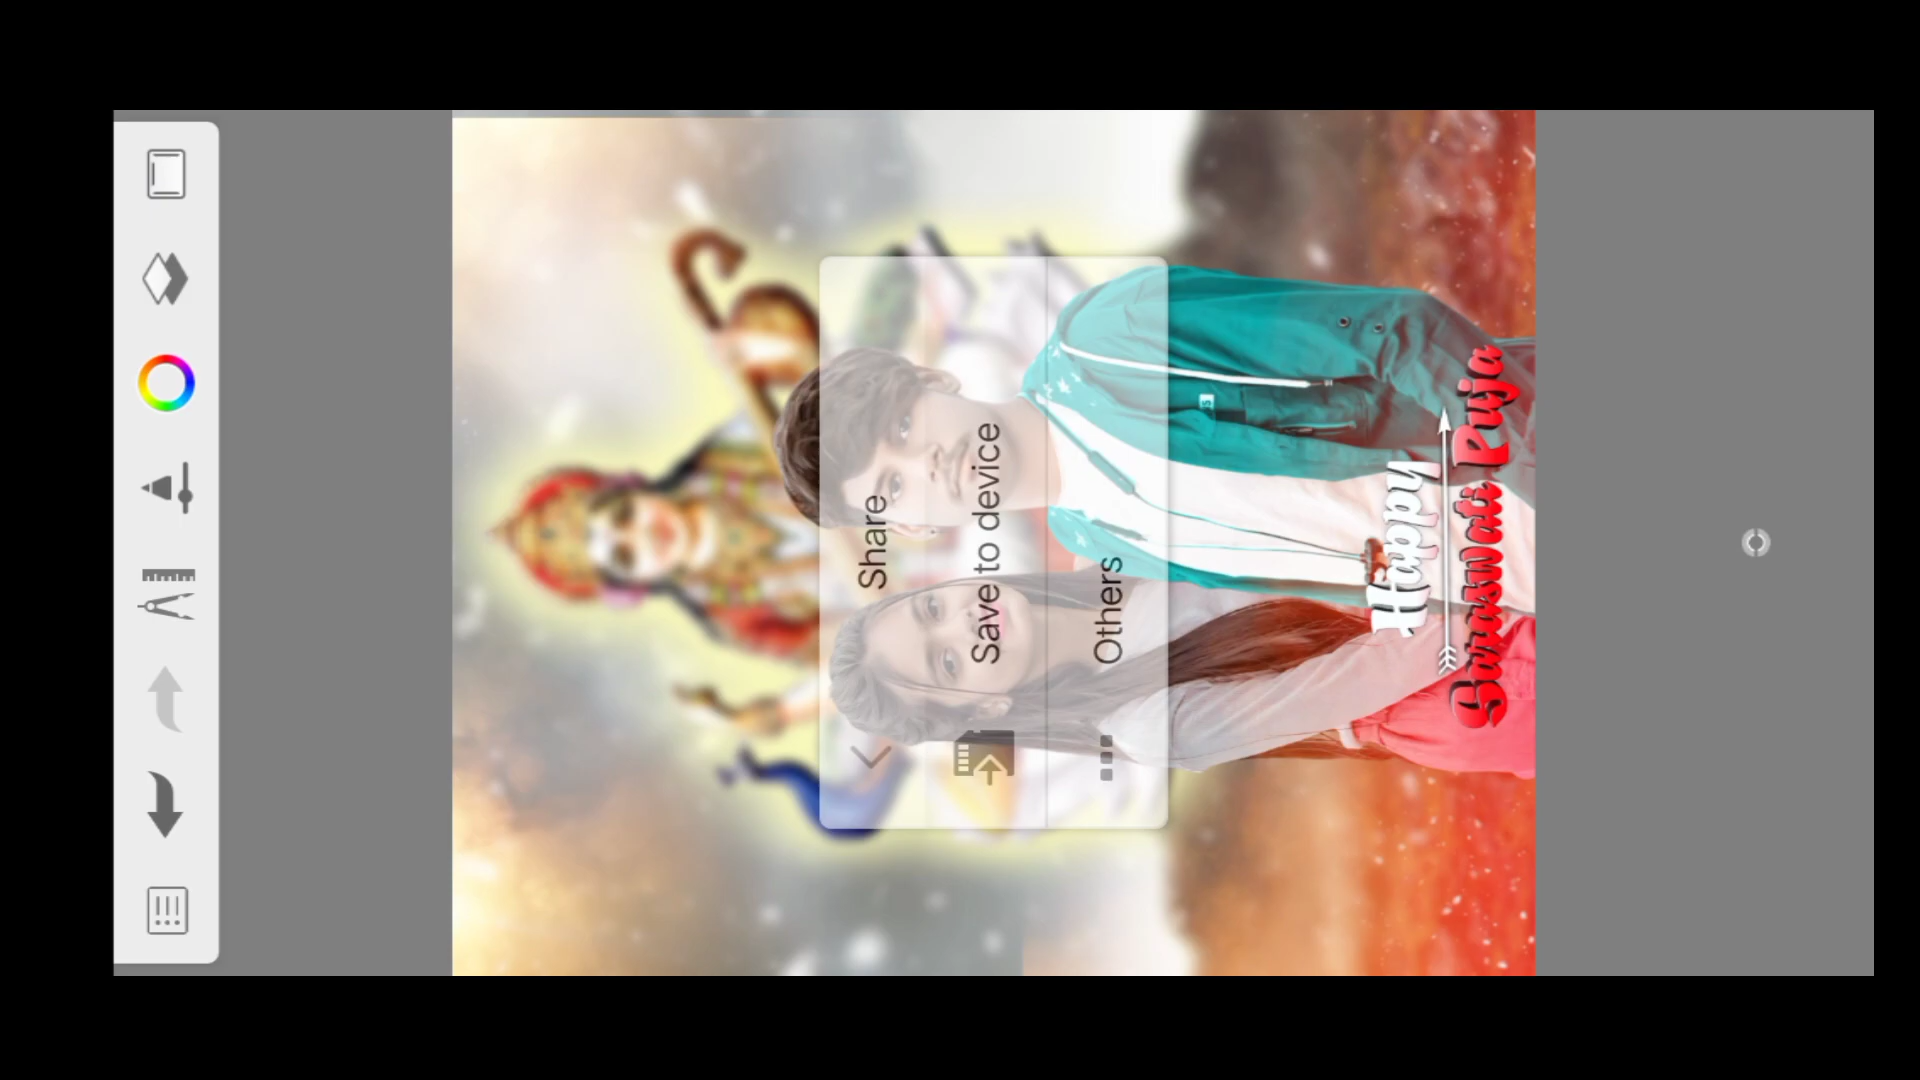 Share
Save to device
Others
Happy
Saraswati Puja